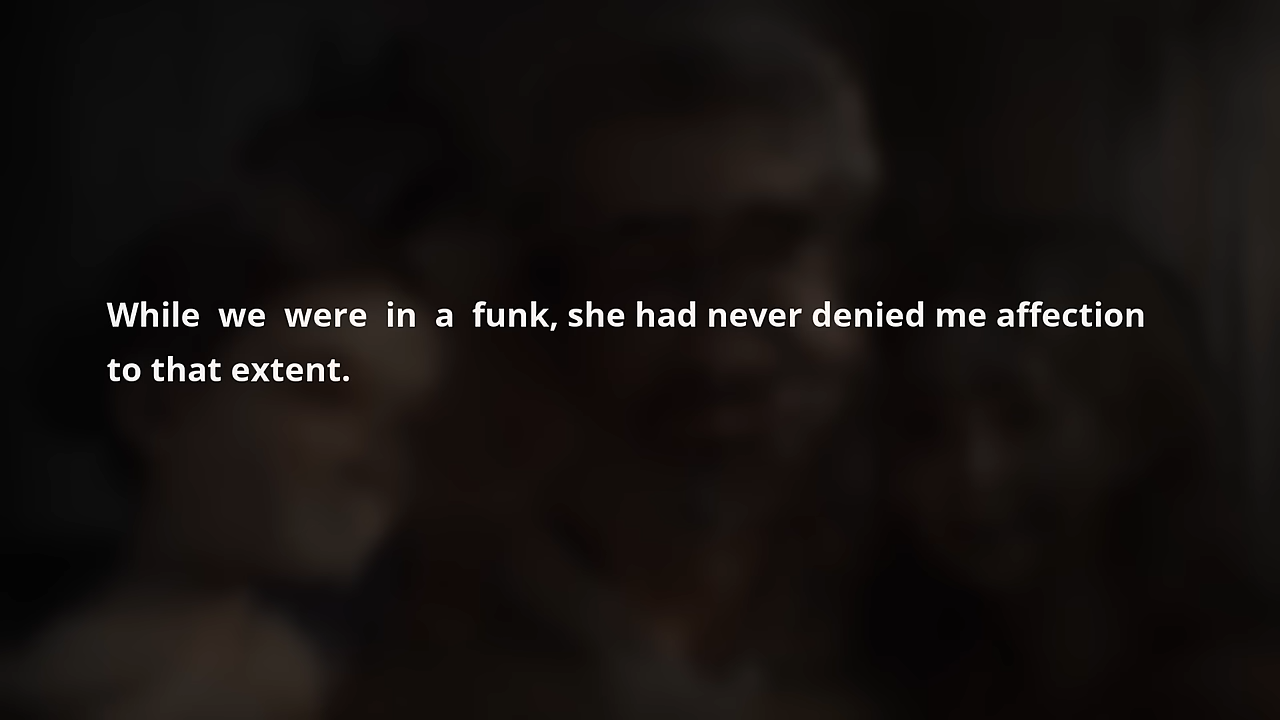 While we were in a funk, she had never denied me affection
to that extent.